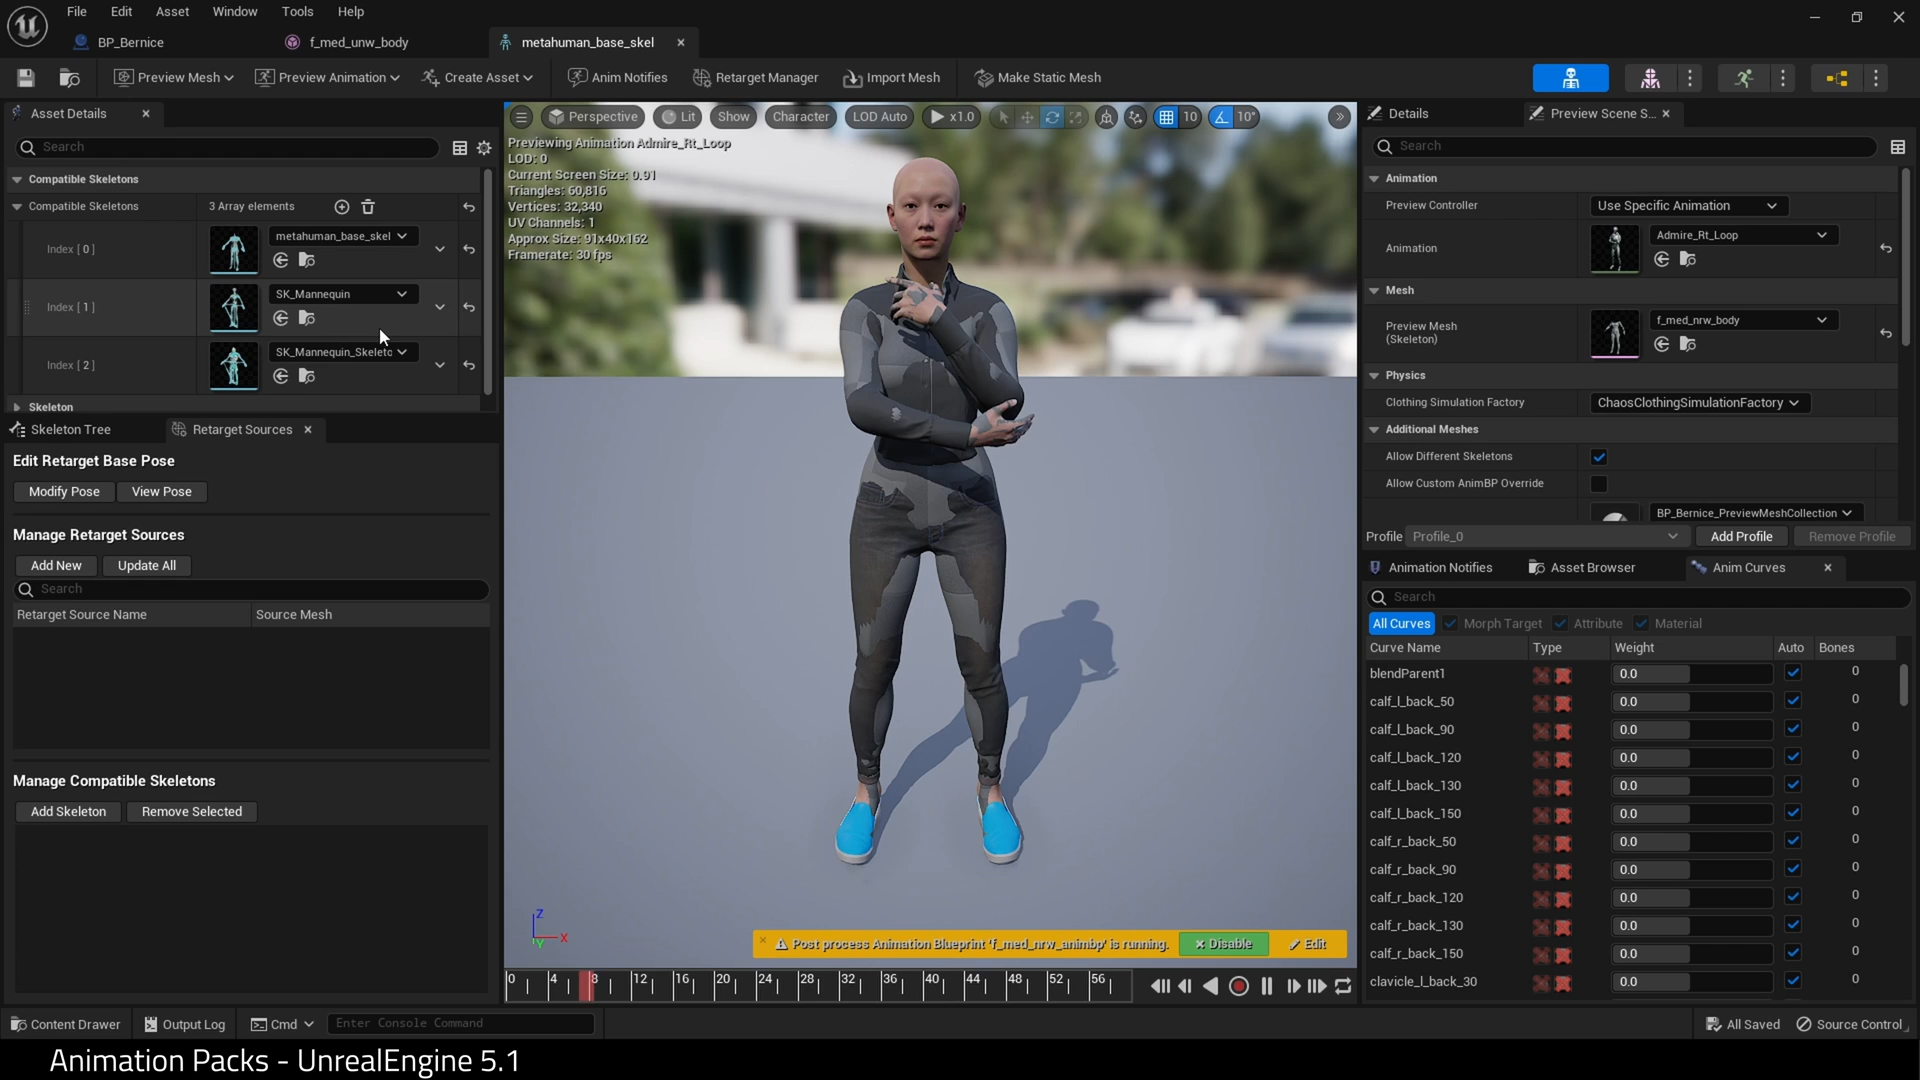 File Edit Asset Window Tools Help
BP_Bernice f_med_unw_body metahuman_base_skel
Preview Mesh Preview Animation Create Asset Anim Notifies Retarget Manager Import Mesh Make Static Mesh
Asset Details
Search
Compatible Skeletons
Compatible Skeletons 3 Array elements
Index [ 0 ] metahuman_base_skel
Index [ 1 ] SK_Mannequin
Index [ 2 ] SK_Mannequin_Skeletc
Skeleton
Skeleton Tree Retarget Sources
Edit Retarget Base Pose
Modify Pose View Pose
Manage Retarget Sources
Add New Update All
Search
Retarget Source Name Source Mesh
Manage Compatible Skeletons
Add Skeleton Remove Selected
Perspective Lit Show Character LOD Auto x1.0 10 10°
Previewing Animation Admire_Rt_Loop
LOD: 0
Current Screen Size: 0.91
Triangles: 60,816
Vertices: 32,340
UV Channels: 1
Approx Size: 91x40x162
Framerate: 30 fps
Z
X
Y
Post process Animation Blueprint 'f_med_nrw_animbp' is running. Disable Edit
0 4 8 12 16 20 24 28 32 36 40 44 48 52 56
Details Preview Scene S...
Search
Animation
Preview Controller Use Specific Animation
Animation Admire_Rt_Loop
Mesh
Preview Mesh
(Skeleton) f_med_nrw_body
Physics
Clothing Simulation Factory ChaosClothingSimulationFactory
Additional Meshes
Allow Different Skeletons
Allow Custom AnimBP Override
BP_Bernice_PreviewMeshCollection
Profile Profile_0 Add Profile Remove Profile
Animation Notifies Asset Browser Anim Curves
Search
All Curves Morph Target Attribute Material
Curve Name Type Weight Auto Bones
blendParent1 0.0 0
calf_l_back_50 0.0 0
calf_l_back_90 0.0 0
calf_l_back_120 0.0 0
calf_l_back_130 0.0 0
calf_l_back_150 0.0 0
calf_r_back_50 0.0 0
calf_r_back_90 0.0 0
calf_r_back_120 0.0 0
calf_r_back_130 0.0 0
calf_r_back_150 0.0 0
clavicle_l_back_30 0.0 0
Content Drawer Output Log Cmd Enter Console Command All Saved Source Control
Animation Packs - UnrealEngine 5.1